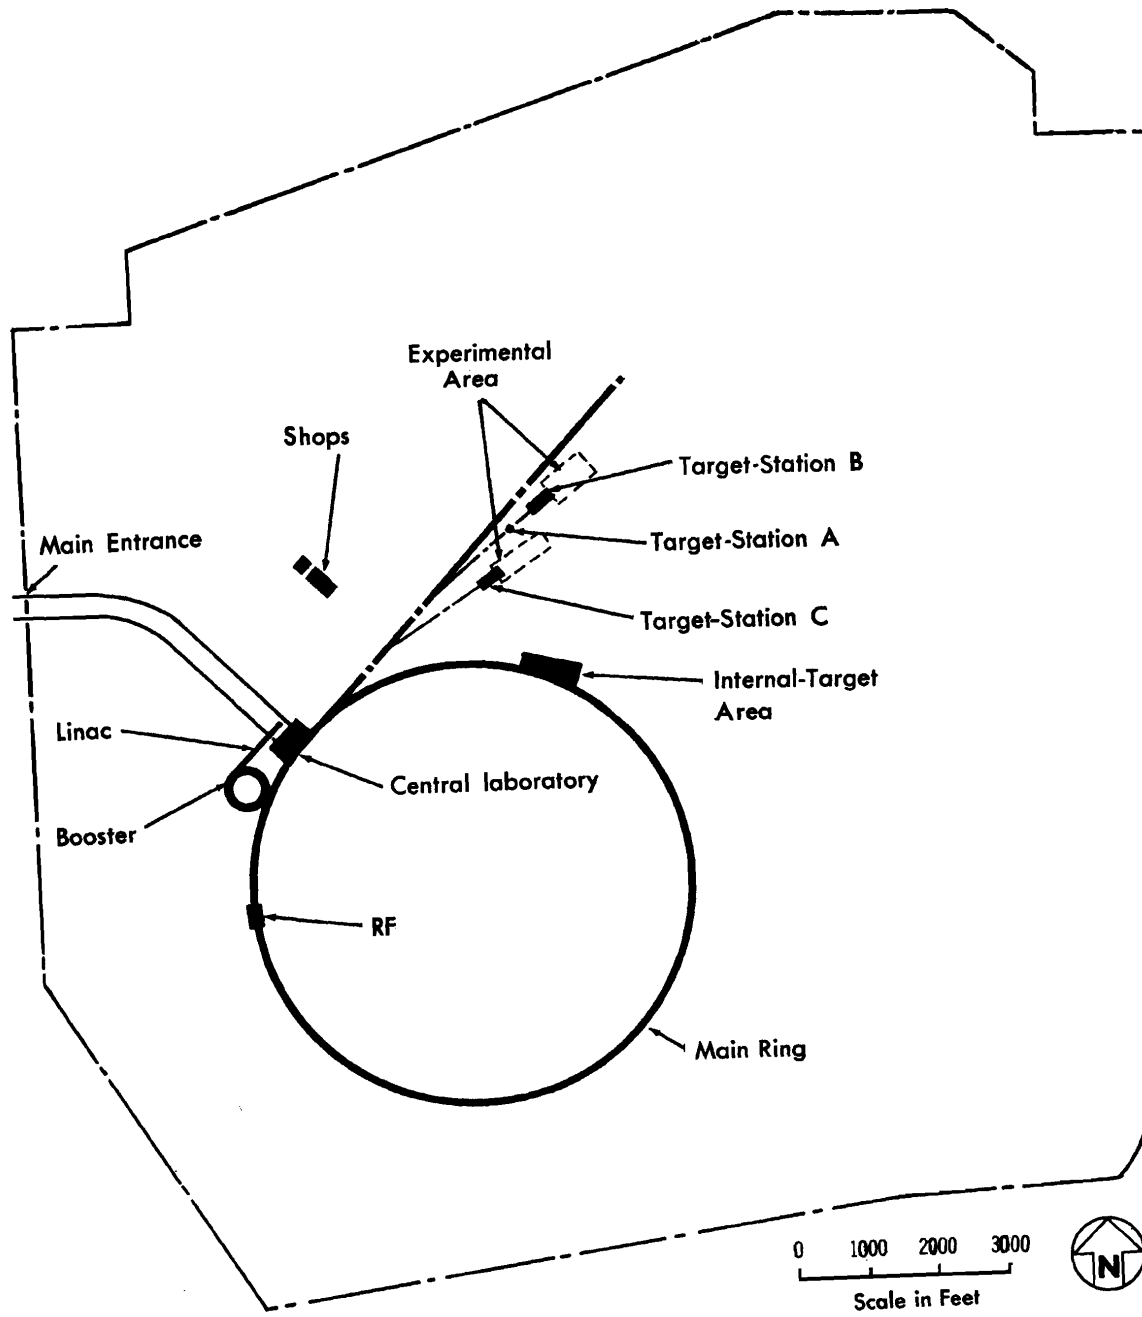 Experimental
Area
Shops
Target-Station B
Main Entrance
Target-Station A
Target-Station C
Internal-Target
Area
Linac
Central laboratory
Booster
RF
Main Ring
0 1000 2000 3000
Scale in Feet
N